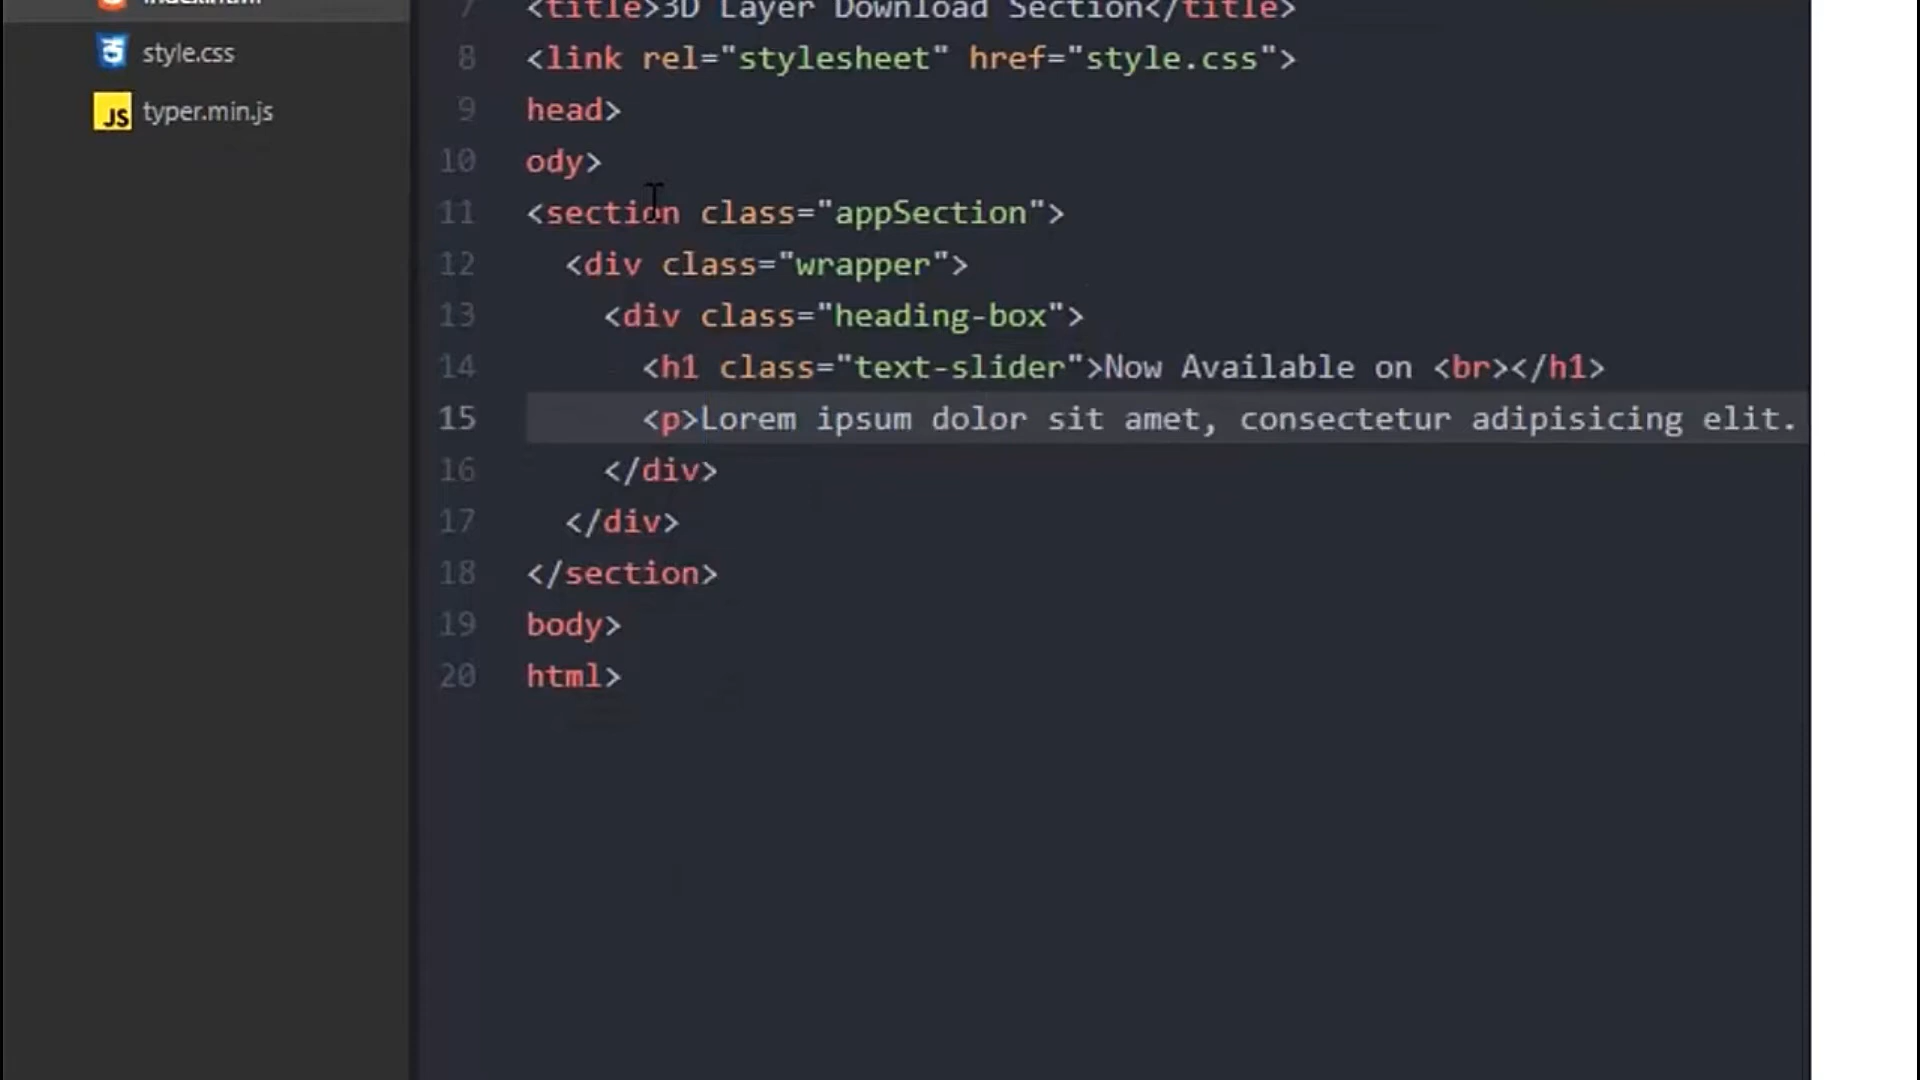 index.html
style.css
typer.min.js
7 <title>3D Layer Download Section</title>
8 <link rel="stylesheet" href="style.css">
9 head>
10 ody>
11 <section class="appSection">
12 <div class="wrapper">
13 <div class="heading-box">
14 <h1 class="text-slider">Now Available on <br></h1>
15 <p>Lorem ipsum dolor sit amet, consectetur adipisicing elit.
16 </div>
17 </div>
18 </section>
19 body>
20 html>